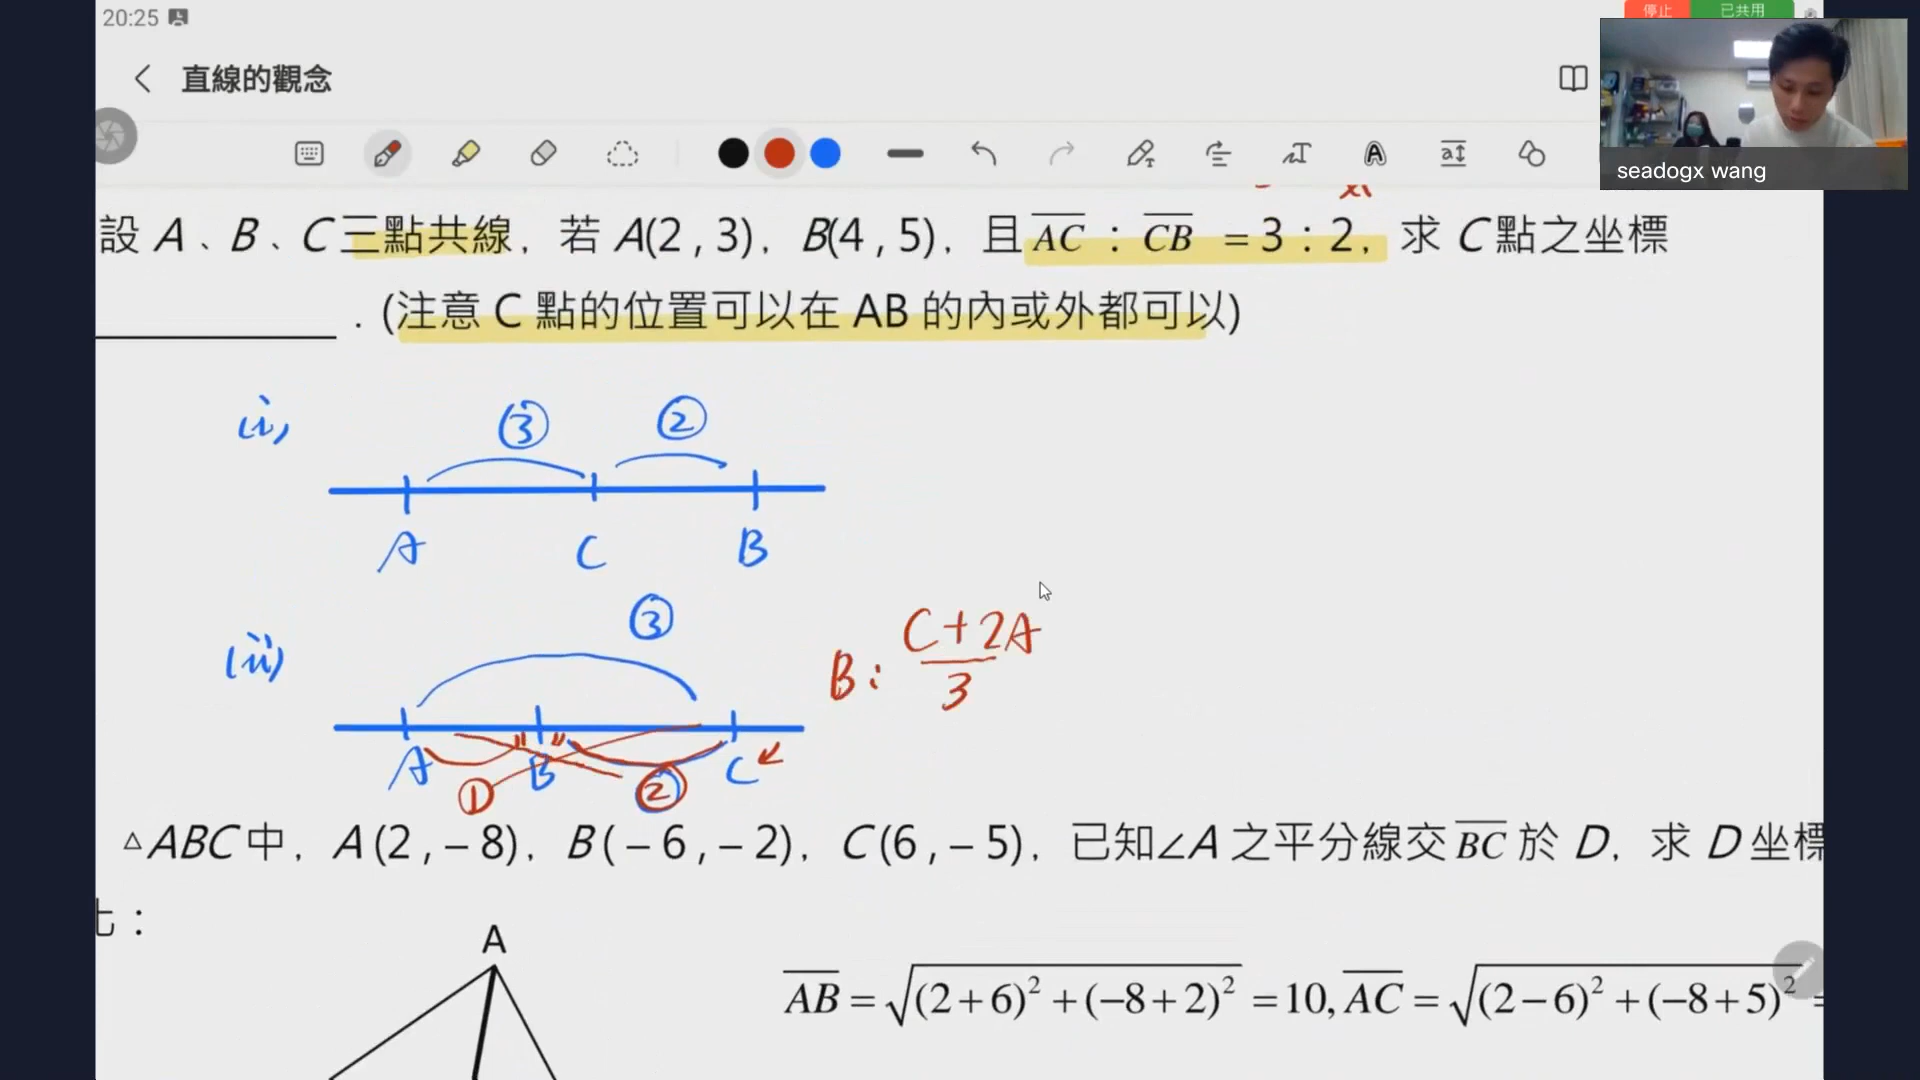 20:25
停止 已共用
直線的觀念
seadogx wang
設 A、B、C三點共線，若 A(2 , 3)，B(4 , 5)，且 AC : CB = 3 : 2，求 C點之坐標
．(注意 C 點的位置可以在 AB 的內或外都可以)
(i)
③ ②
A C B
(ii)
③
B: C+2A
3
A B C
① ②
△ABC中，A(2 , – 8)，B( – 6 , – 2)，C(6 , – 5)，已知∠A 之平分線交 BC 於 D，求 D 坐標
：
A
AB = √(2+6)² +(−8+2)² =10, AC = √(2−6)² +(−8+5)² =